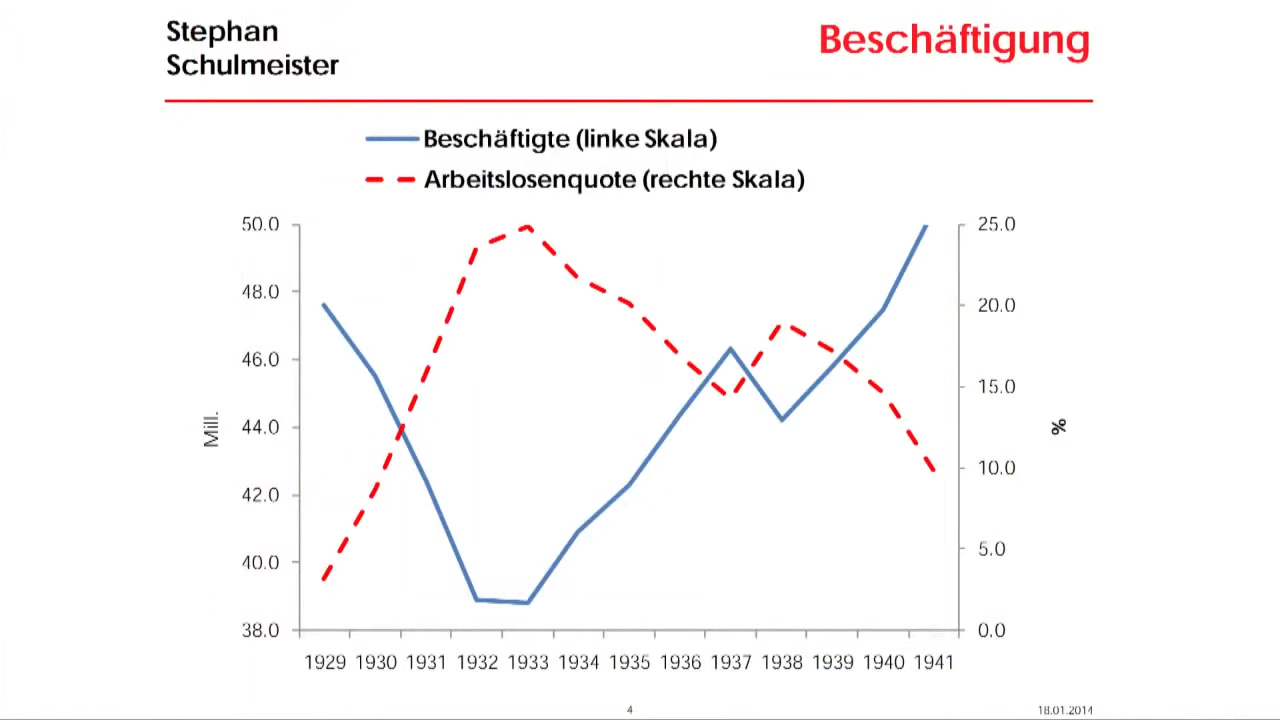 Stephan
Schulmeister
Beschäftigung
Beschäftigte (linke Skala)
Arbeitslosenquote (rechte Skala)
50.0
48.0
46.0
44.0
42.0
40.0
38.0
Mill.
25.0
20.0
15.0
10.0
5.0
0.0
%
1929 1930 1931 1932 1933 1934 1935 1936 1937 1938 1939 1940 1941
4
18.01.2014